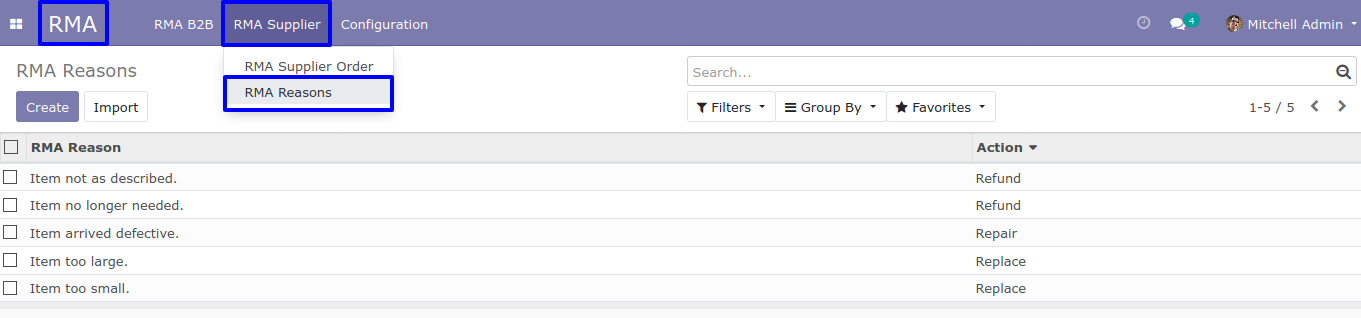 RMA RMA B2B RMA Supplier Configuration 4 Mitchell Admin
RMA Supplier Order
RMA Reasons
RMA Reasons
Search...
Create Import
Filters Group By Favorites 1-5 / 5
RMA Reason Action
Item not as described. Refund
Item no longer needed. Refund
Item arrived defective. Repair
Item too large. Replace
Item too small. Replace